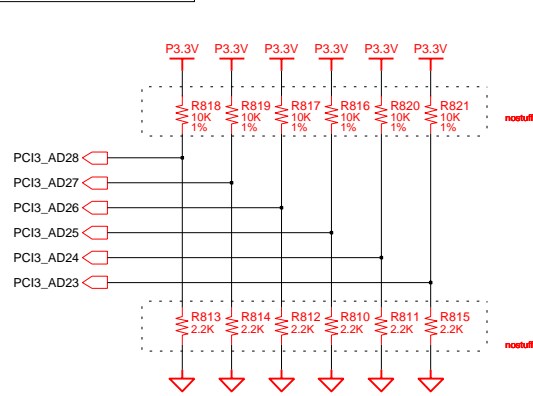 P3.3V P3.3V P3.3V P3.3V P3.3V P3.3V
R818 R819 R817 R816 R820 R821
10K 10K 10K 10K 10K 10K
1% 1% 1% 1% 1% 1%
nostuff
PCI3_AD28
PCI3_AD27
PCI3_AD26
PCI3_AD25
PCI3_AD24
PCI3_AD23
R813 R814 R812 R810 R811 R815
2.2K 2.2K 2.2K 2.2K 2.2K 2.2K
nostuff